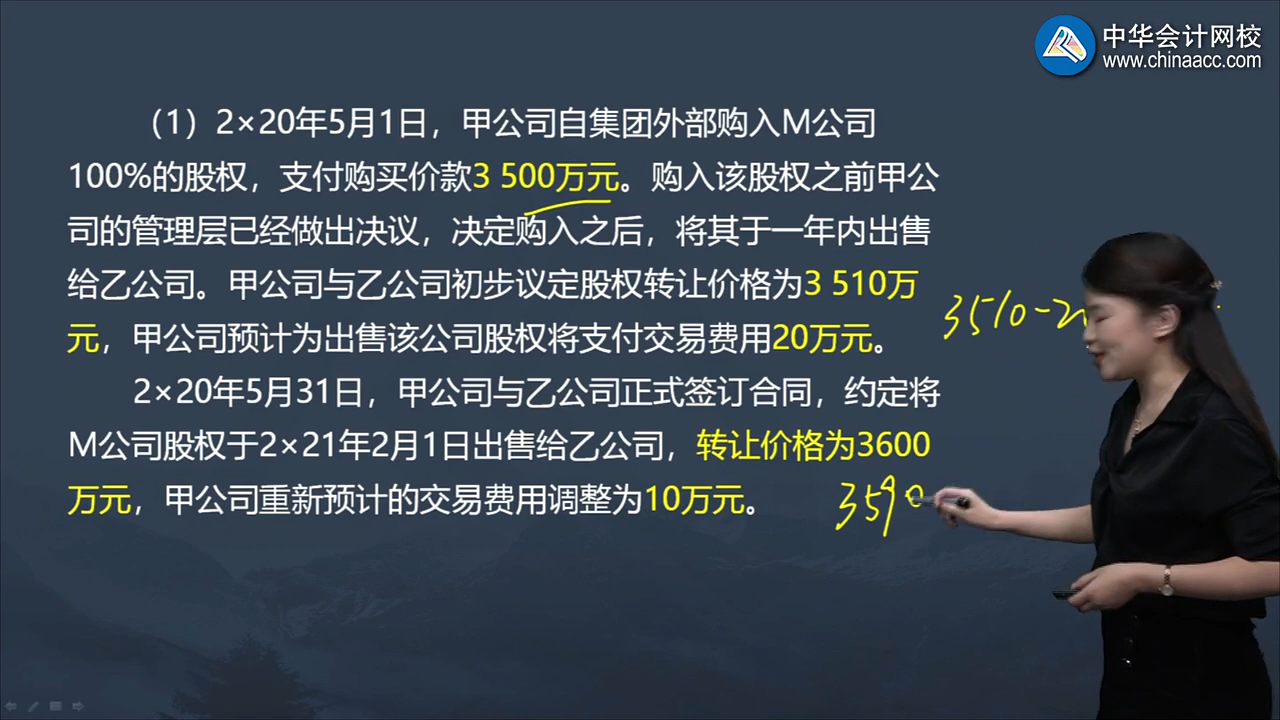 中华会计网校
www.chinaacc.com
（1）2×20年5月1日，甲公司自集团外部购入M公司
100%的股权，支付购买价款3 500万元。购入该股权之前甲公
司的管理层已经做出决议，决定购入之后，将其于一年内出售
给乙公司。甲公司与乙公司初步议定股权转让价格为3 510万
元，甲公司预计为出售该公司股权将支付交易费用20万元。
3510-2
2×20年5月31日，甲公司与乙公司正式签订合同，约定将
M公司股权于2×21年2月1日出售给乙公司，转让价格为3600
万元，甲公司重新预计的交易费用调整为10万元。
3590